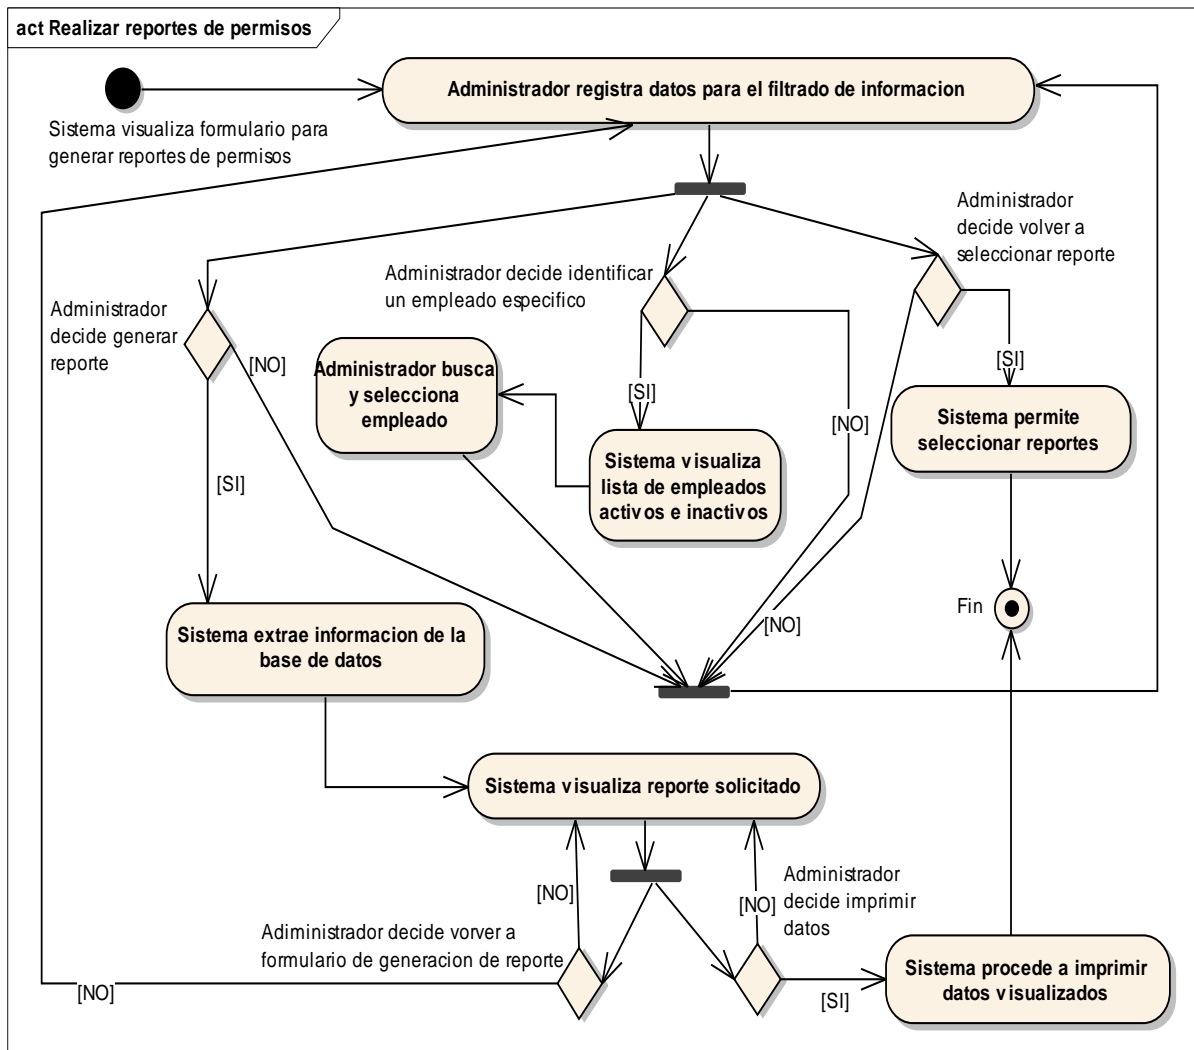 act Realizar reportes de permisos
Administrador registra datos para el filtrado de informacion
Sistema visualiza formulario para
generar reportes de permisos
Administrador
decide volver a
seleccionar reporte
Administrador decide identificar
un empleado especifico
Administrador
decide generar
reporte
[NO]
[SI]
Administrador busca
y selecciona
empleado
[SI]
[NO]
[SI]
Sistema permite
seleccionar reportes
Sistema visualiza
lista de empleados
activos e inactivos
[NO]
Fin
Sistema extrae informacion de la
base de datos
Sistema visualiza reporte solicitado
[NO]
[NO]
Administrador
decide imprimir
datos
Adiministrador decide vorver a
formulario de generacion de reporte
[NO]
[SI]
Sistema procede a imprimir
datos visualizados